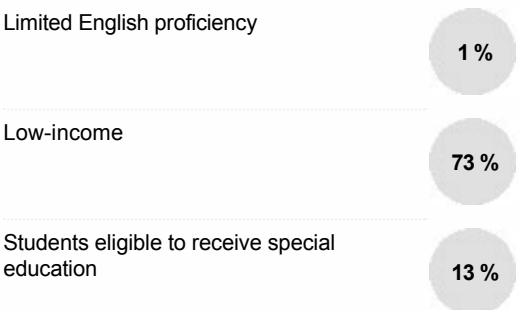 Limited English proficiency
1 %
Low-income
73 %
Students eligible to receive special
education
13 %